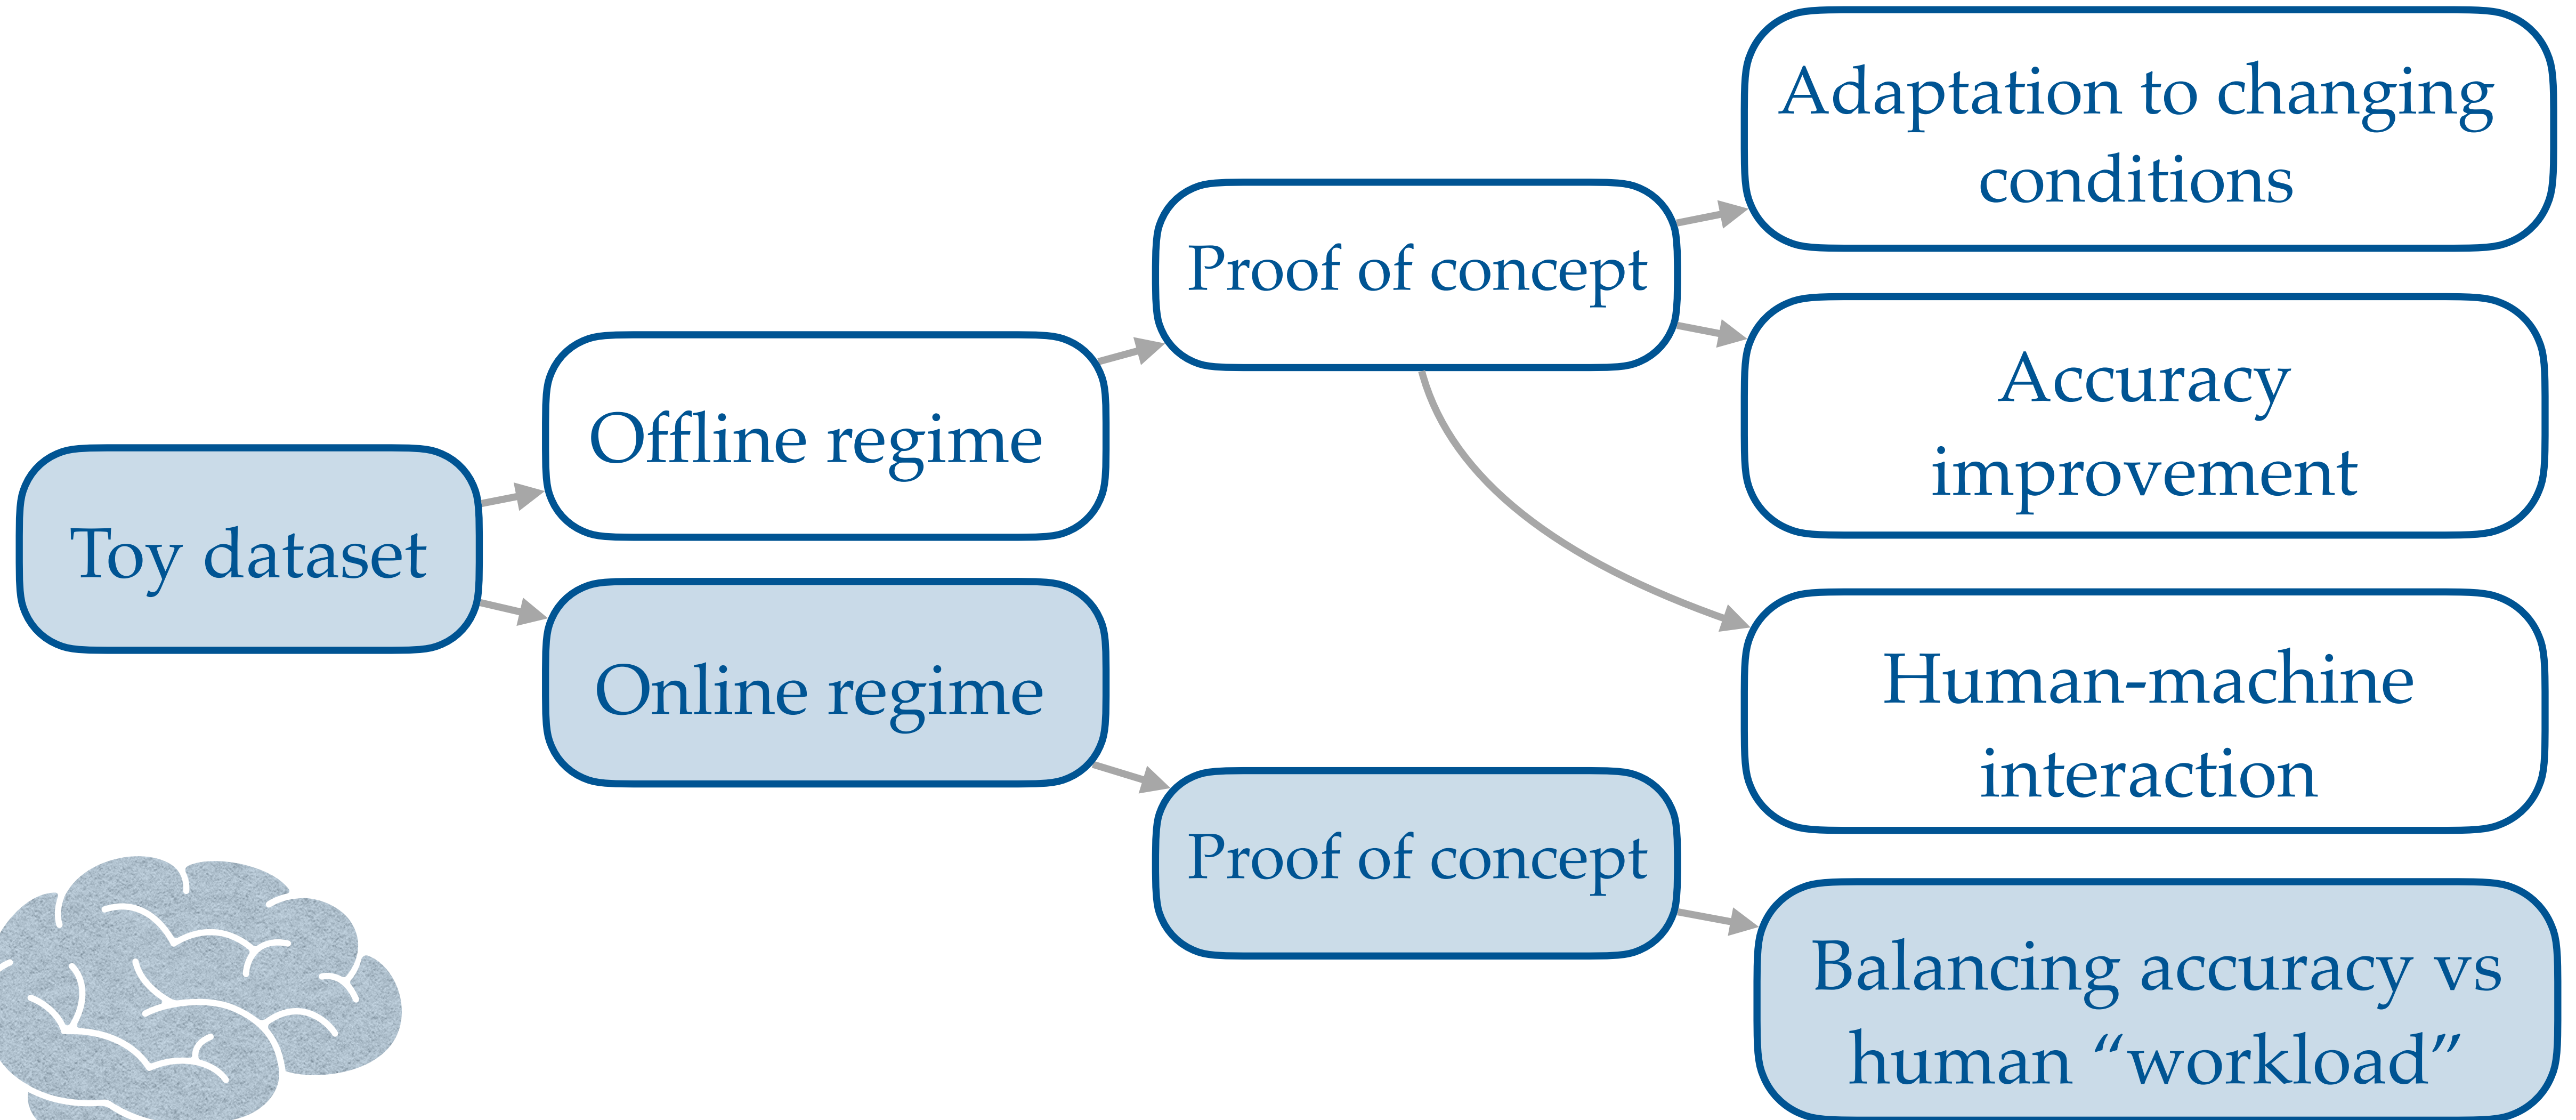 Toy dataset
Offline regime
Online regime
Proof of concept
Proof of concept
Adaptation to changing
conditions
Accuracy
improvement
Human-machine
interaction
Balancing accuracy vs
human “workload”